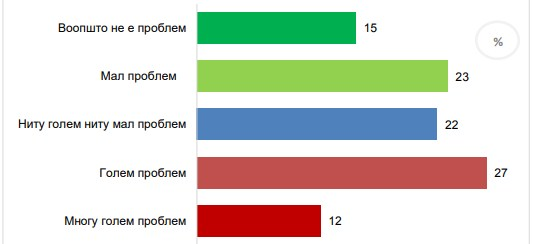 Воопшто не е проблем 15
%
Мал проблем 23
Ниту голем ниту мал проблем 22
Голем проблем 27
Многу голем проблем 12